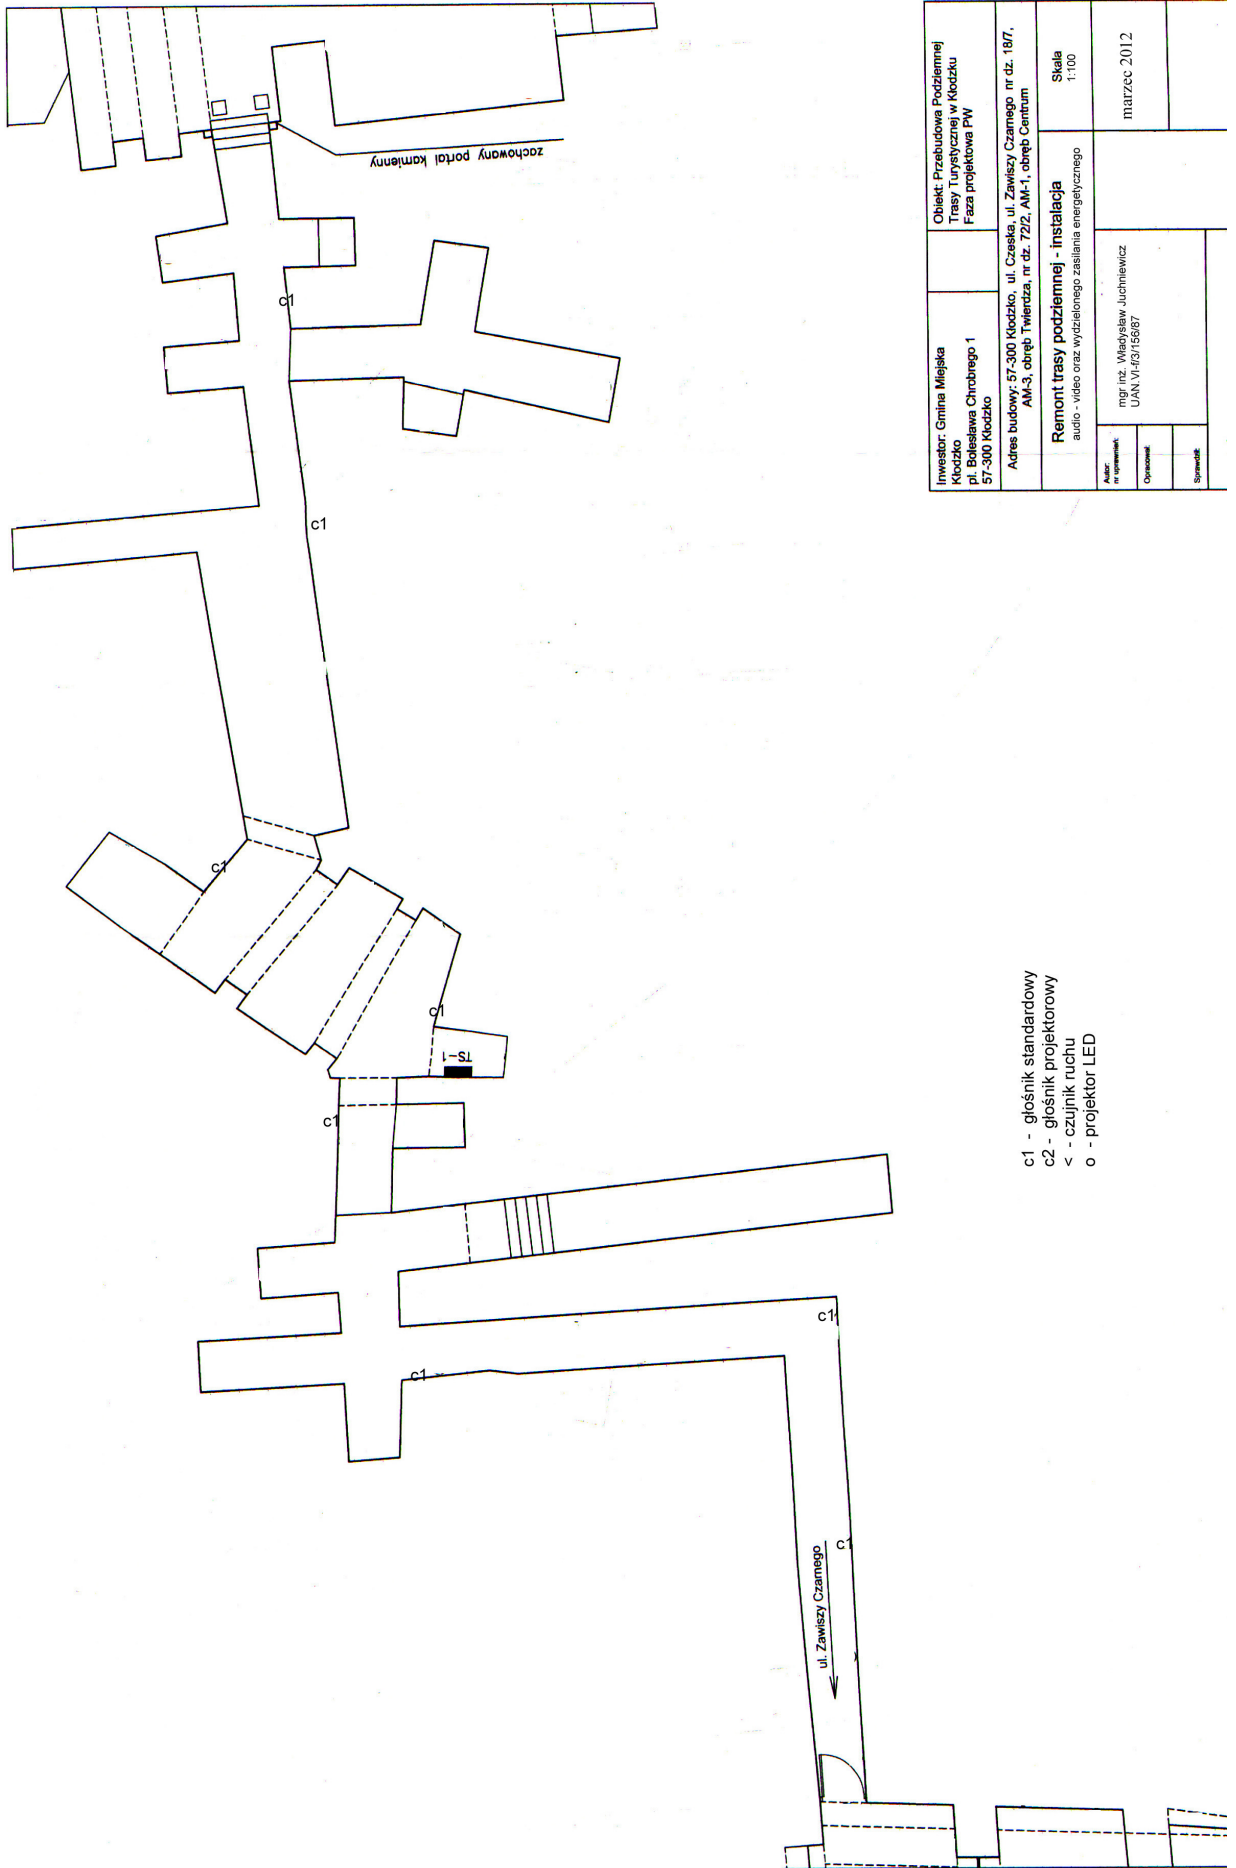 zachowany portal kamienny
c1
c1
c1
c1
TS-1
c1
c1
c1
c1
ul. Zawiszy Czarnego
c1 - głośnik standardowy
c2 - głośnik projektorowy
< - czujnik ruchu
o - projektor LED
Inwestor: Gmina Miejska
Kłodzko
pl. Bolesława Chrobrego 1
57-300 Kłodzko
Obiekt: Przebudowa Podziemnej
Trasy Turystycznej w Kłodzku
Faza projektowa PW
Adres budowy: 57-300 Kłodzko, ul. Czeska, ul. Zawiszy Czarnego nr dz. 18/7,
AM-3, obręb Twierdza, nr dz. 72/2, AM-1, obręb Centrum
Remont trasy podziemnej - instalacja
audio - video oraz wydzielonego zasilania energetycznego
Skala
1:100
Autor:
nr uprawnień:
mgr inż. Władysław Juchniewicz
UAN.VI-f/3/156/87
marzec 2012
Opracował:
Sprawdził: